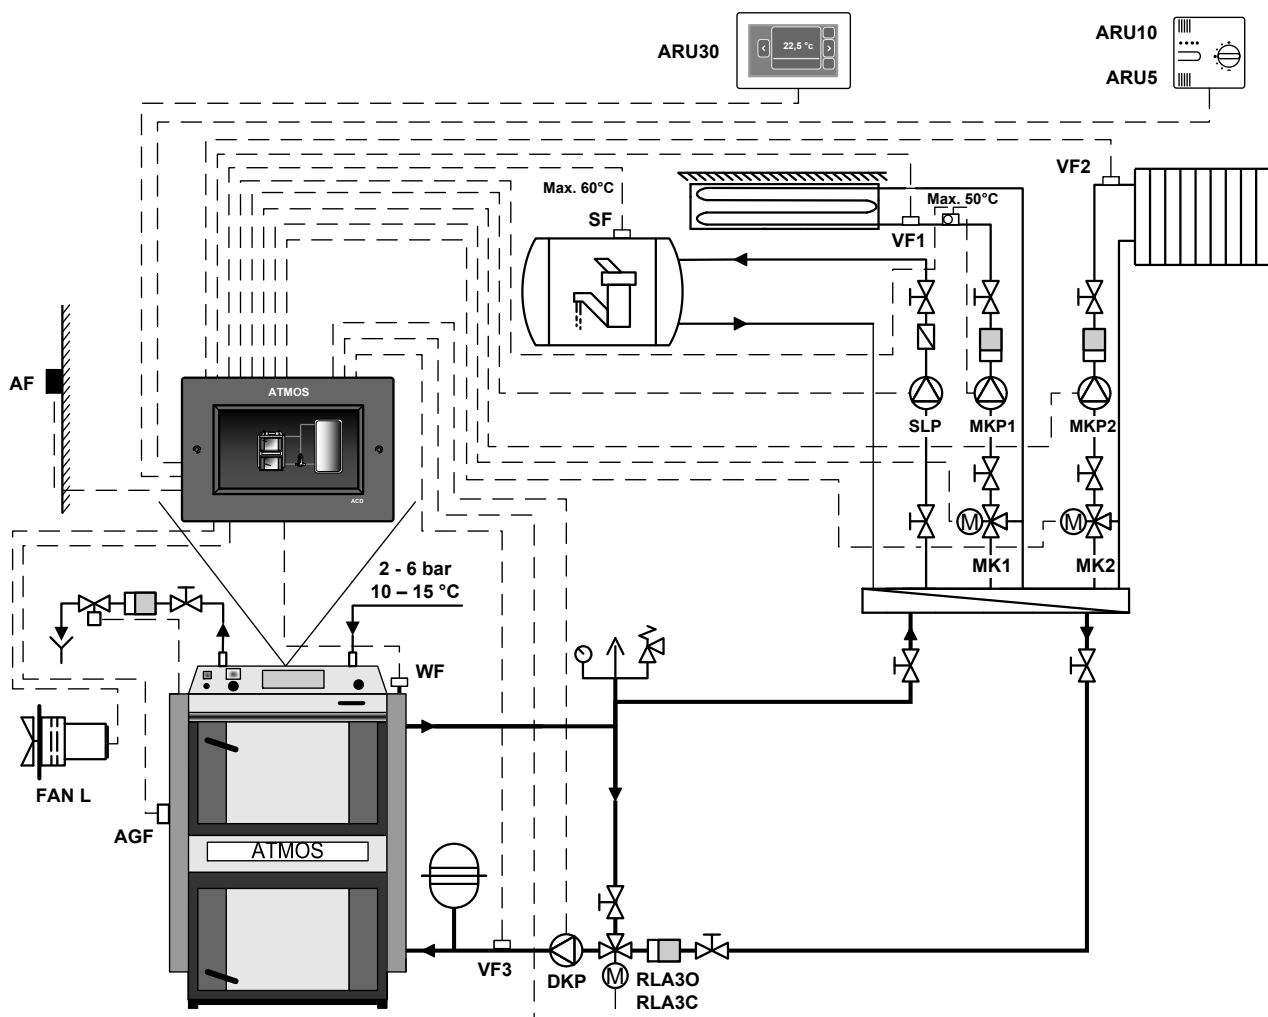 ARU30
22,5 °c
ARU10
ARU5
VF2
Max. 60°C
SF
Max. 50°C
VF1
AF
ATMOS
ACD
SLP
MKP1
MKP2
M
M
MK1
MK2
2 - 6 bar
10 – 15 °C
WF
FAN L
AGF
ATMOS
VF3
DKP
M
RLA3O
RLA3C